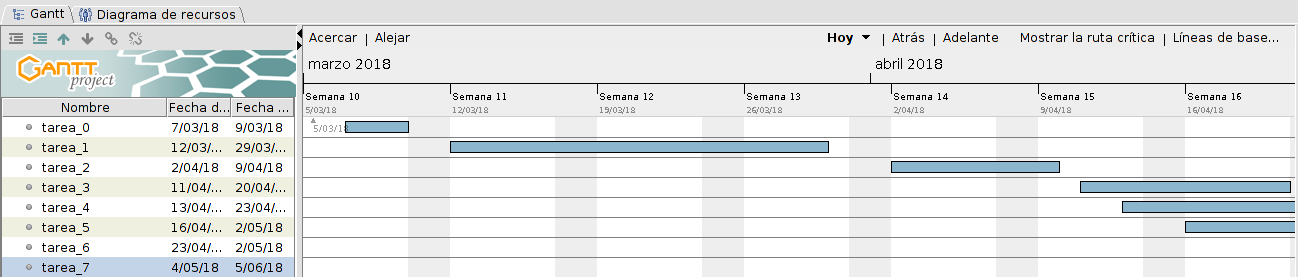 Gantt Diagrama de recursos
Acercar | Alejar Hoy | Atrás | Adelante Mostrar la ruta crítica | Líneas de base...
GANTT project
marzo 2018 abril 2018
Nombre Fecha d... Fecha ...
Semana 10 Semana 11 Semana 12 Semana 13 Semana 14 Semana 15 Semana 16
5/03/18 12/03/18 19/03/18 26/03/18 2/04/18 9/04/18 16/04/18
tarea_0 7/03/18 9/03/18 5/03/18
tarea_1 12/03/... 29/03/...
tarea_2 2/04/18 9/04/18
tarea_3 11/04/... 20/04/...
tarea_4 13/04/... 23/04/...
tarea_5 16/04/... 2/05/18
tarea_6 23/04/... 2/05/18
tarea_7 4/05/18 5/06/18